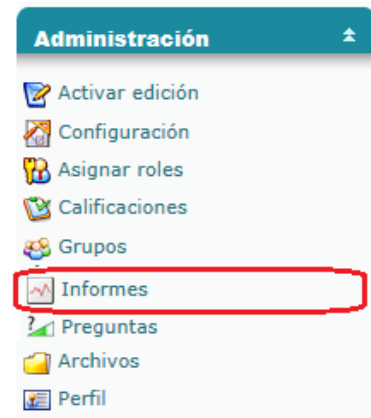 Administración
Activar edición
Configuración
Asignar roles
Calificaciones
Grupos
Informes
Preguntas
Archivos
Perfil